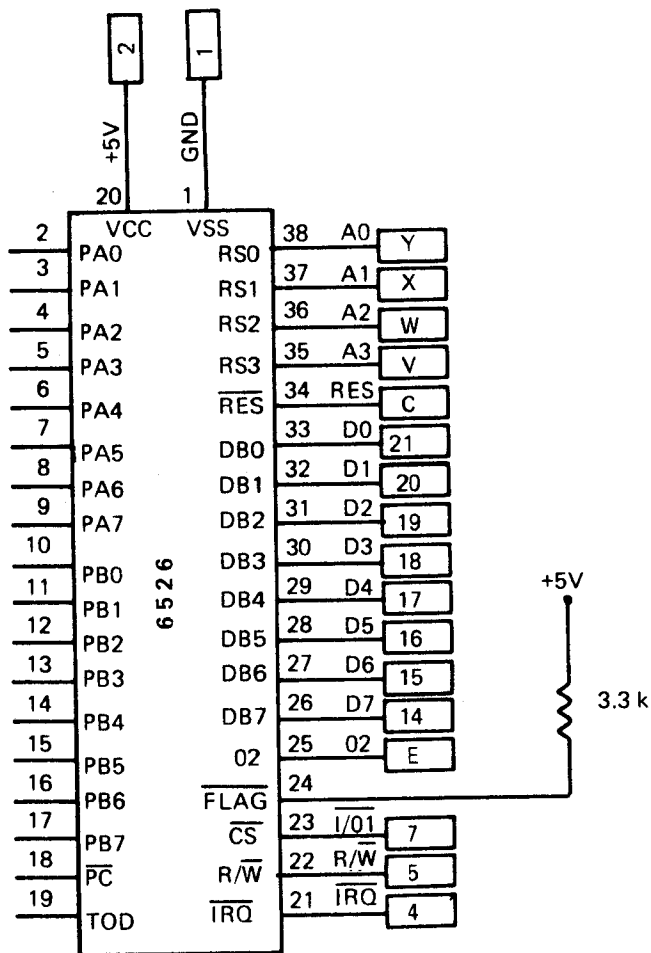 2 1
+5V GND
20 1
VCC VSS
2 PA0 RS0 38 A0 Y
3 PA1 RS1 37 A1 X
4 PA2 RS2 36 A2 W
5 PA3 RS3 35 A3 V
6 PA4 RES 34 RES C
7 PA5 DB0 33 D0 21
8 PA6 DB1 32 D1 20
9 PA7 DB2 31 D2 19
10 PB0 DB3 30 D3 18
11 PB1 DB4 29 D4 17
12 PB2 DB5 28 D5 16
13 PB3 DB6 27 D6 15
14 PB4 DB7 26 D7 14
15 PB5 02 25 02 E
16 PB6 FLAG 24
17 PB7 CS 23 I/01 7
18 PC R/W 22 R/W 5
19 TOD IRQ 21 IRQ 4
6526
+5V
3.3 k